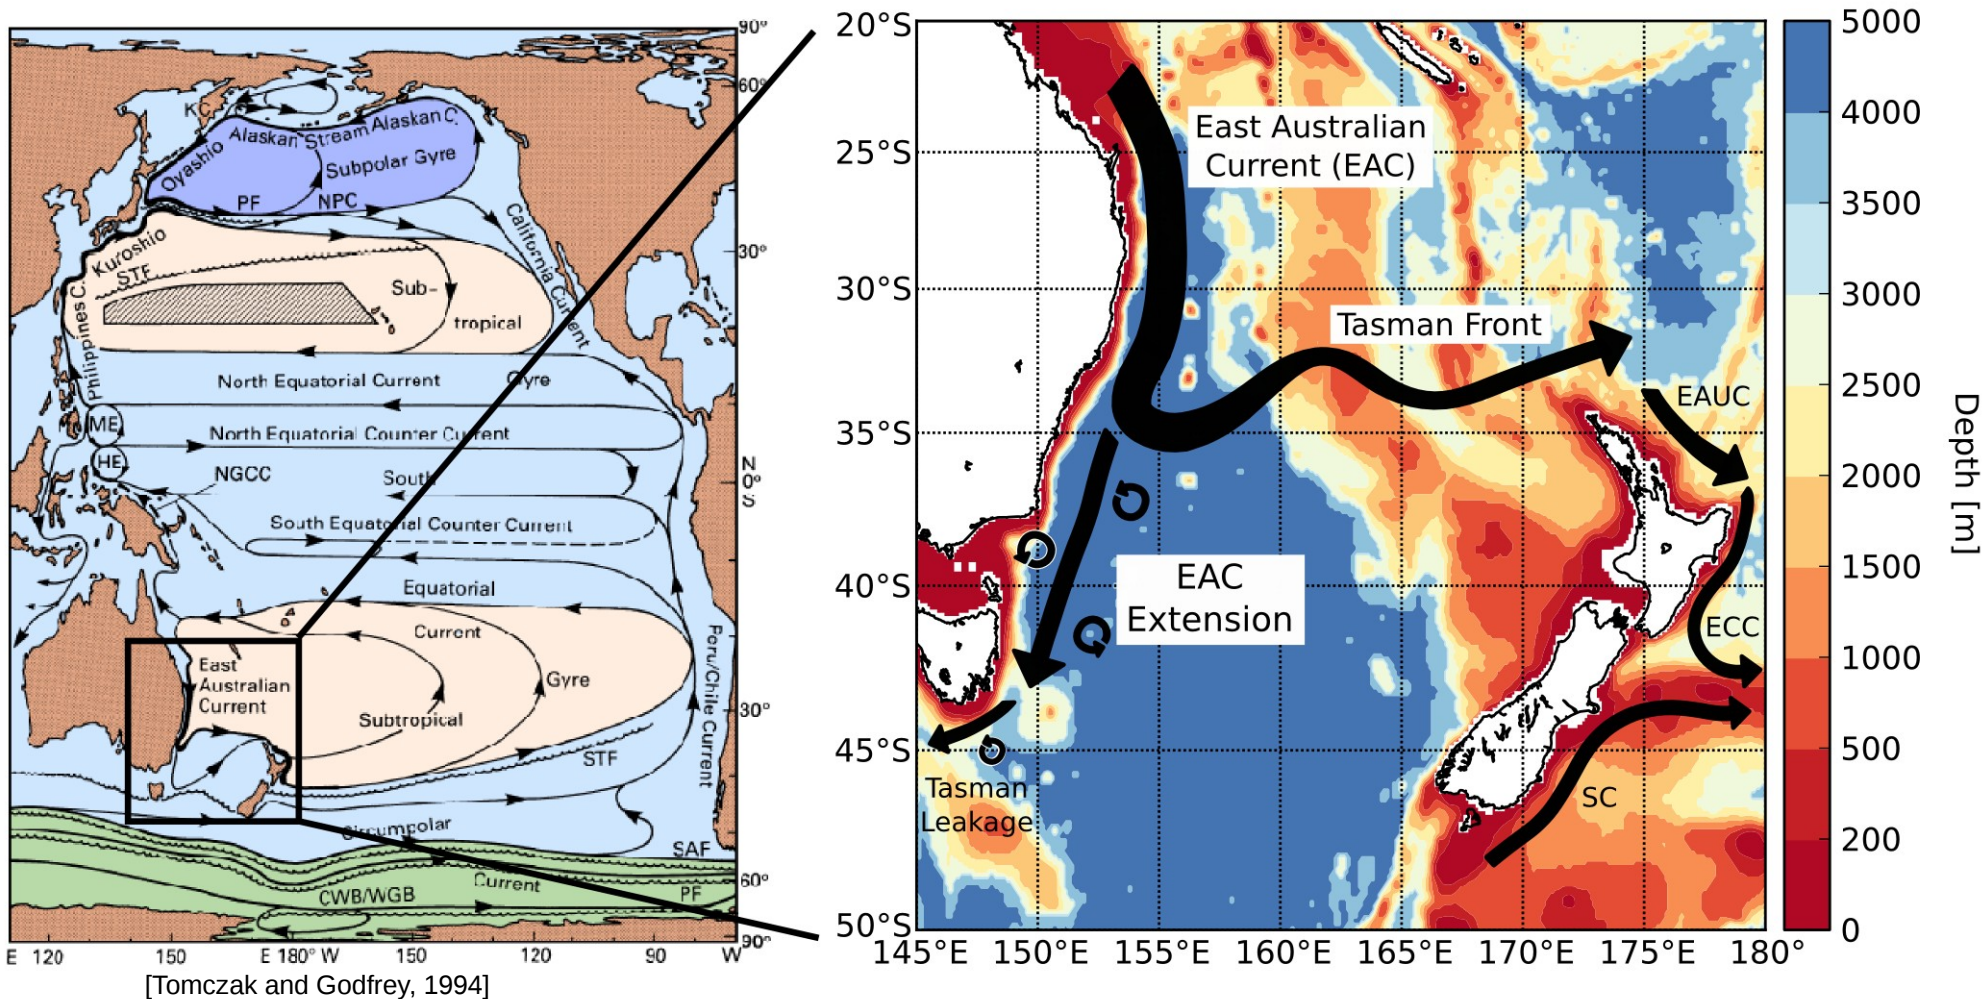 90°
60°
KC
Alaskan Stream
Alaskan C.
Oyashio
Subpolar Gyre
PF
NPC
California Current
Kuroshio
30°
STF
Sub-
tropical
Philippines C.
North Equatorial Current
Gyre
ME
North Equatorial Counter Current
HE
N
0°
S
NGCC
South
South Equatorial Counter Current
Equatorial
Current
East
Australian
Current
Gyre
Subtropical
30°
Peru/Chile Current
STF
Circumpolar
SAF
Current
60°
CWB/WGB
PF
90°
E 120
150
E 180° W
150
120
90
W
[Tomczak and Godfrey, 1994]
20°S
25°S
30°S
35°S
40°S
45°S
50°S
East Australian
Current (EAC)
Tasman Front
EAUC
EAC
Extension
ECC
Tasman
Leakage
SC
145°E
150°E
155°E
160°E
165°E
170°E
175°E
180°
5000
4000
3500
3000
2500
2000
1500
1000
500
200
0
Depth [m]